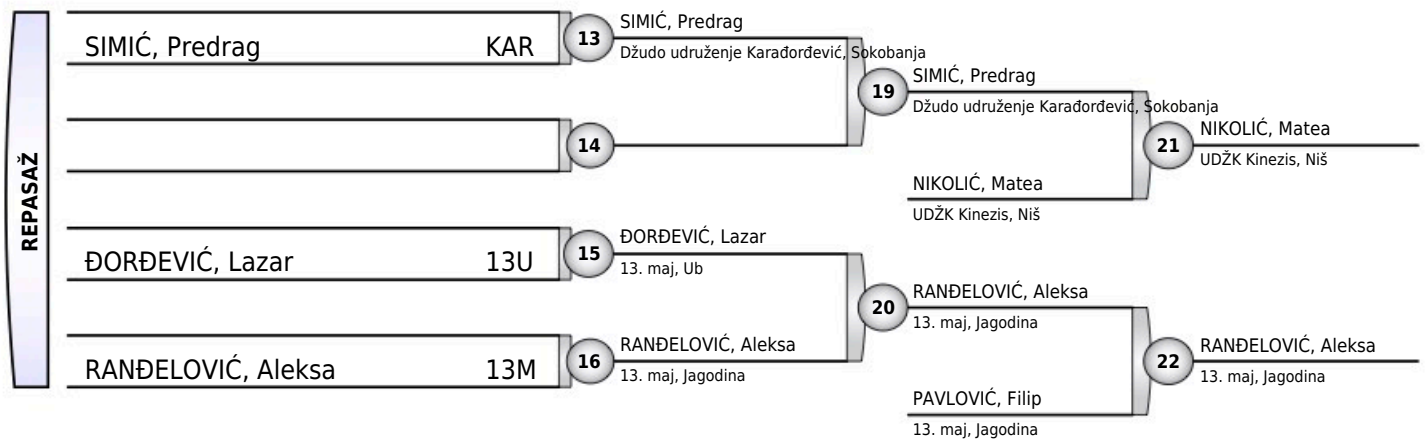 REPASAŽ
SIMIĆ, Predrag KAR
13
SIMIĆ, Predrag
Džudo udruženje Karađorđević, Sokobanja
14
19
SIMIĆ, Predrag
Džudo udruženje Karađorđević, Sokobanja
NIKOLIĆ, Matea
UDŽK Kinezis, Niš
21
NIKOLIĆ, Matea
UDŽK Kinezis, Niš
ĐORĐEVIĆ, Lazar 13U
15
ĐORĐEVIĆ, Lazar
13. maj, Ub
RANĐELOVIĆ, Aleksa 13M
16
RANĐELOVIĆ, Aleksa
13. maj, Jagodina
20
RANĐELOVIĆ, Aleksa
13. maj, Jagodina
PAVLOVIĆ, Filip
13. maj, Jagodina
22
RANĐELOVIĆ, Aleksa
13. maj, Jagodina